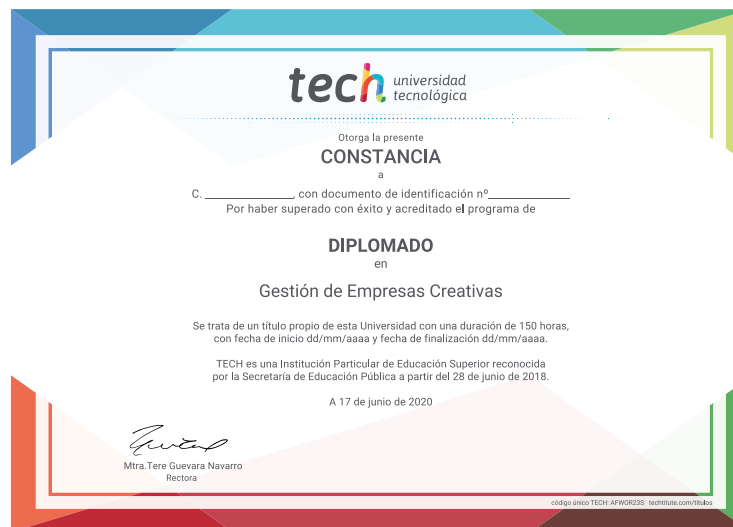 tech universidad
tecnológica
Otorga la presente
CONSTANCIA
a
C. ______________, con documento de identificación nº______________
Por haber superado con éxito y acreditado el programa de
DIPLOMADO
en
Gestión de Empresas Creativas
Se trata de un título propio de esta Universidad con una duración de 150 horas,
con fecha de inicio dd/mm/aaaa y fecha de finalización dd/mm/aaaa.
TECH es una Institución Particular de Educación Superior reconocida
por la Secretaría de Educación Pública a partir del 28 de junio de 2018.
A 17 de junio de 2020
Mtra.Tere Guevara Navarro
Rectora
código único TECH: AFWOR23S techtitute.com/titulos